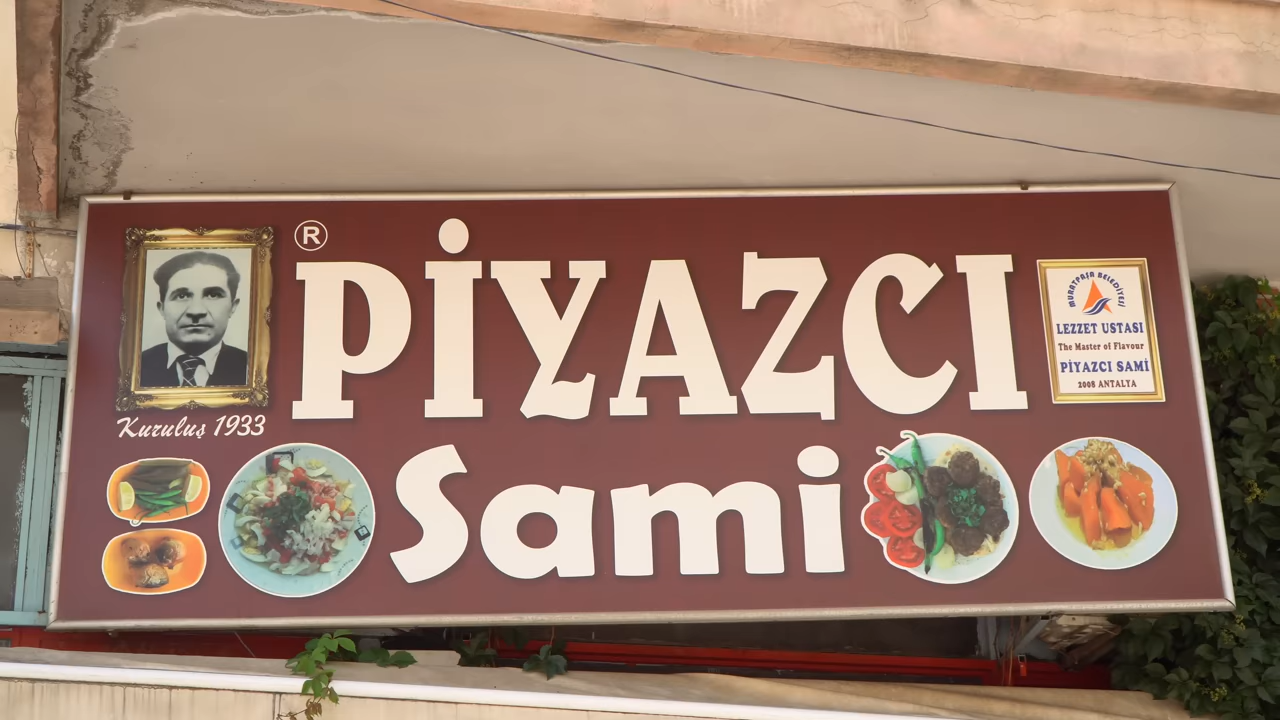 ®
PİYAZCI
Sami
Kuruluş 1933
MURATPAŞA BELEDİYESİ
LEZZET USTASI
The Master of Flavour
PİYAZCI SAMİ
2008 ANTALYA